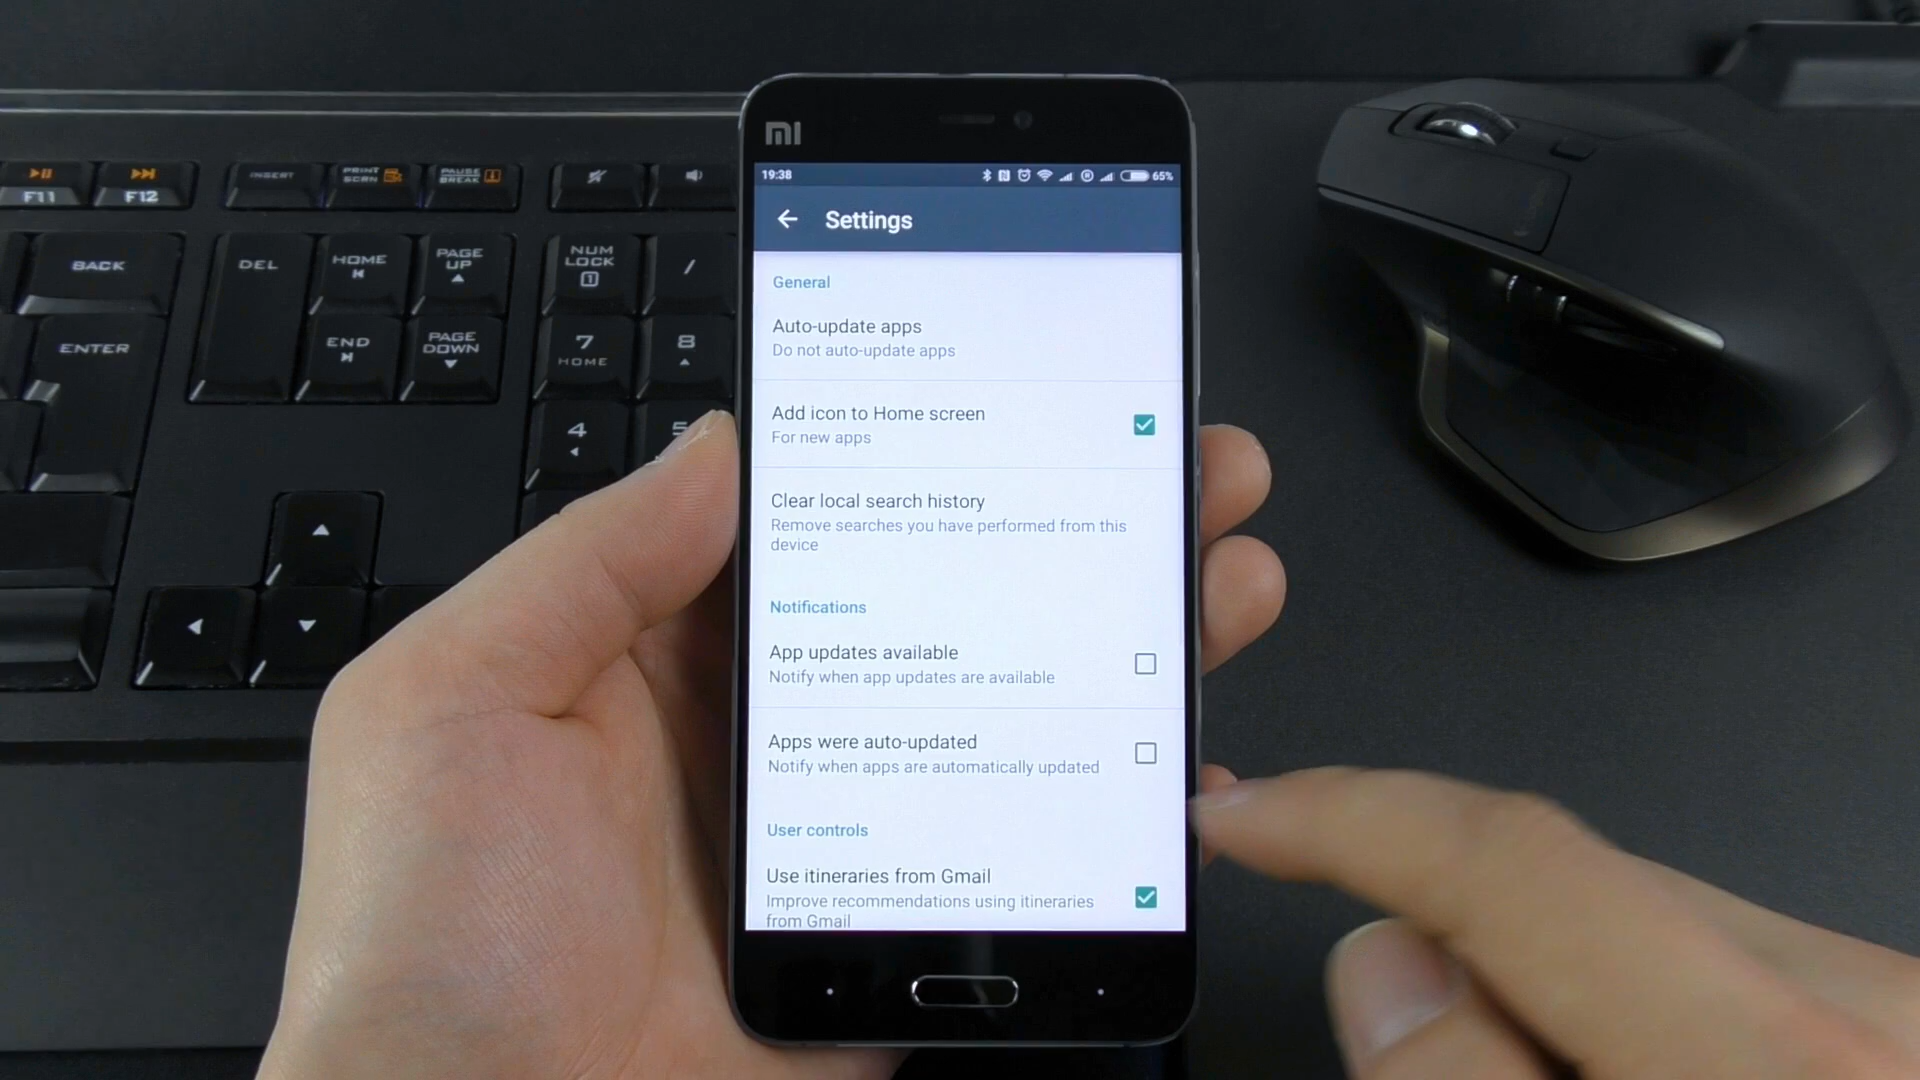 MI
19:38
65%
Settings
General
Auto-update apps
Do not auto-update apps
Add icon to Home screen
For new apps
Clear local search history
Remove searches you have performed from this
device
Notifications
App updates available
Notify when app updates are available
Apps were auto-updated
Notify when apps are automatically updated
User controls
Use itineraries from Gmail
Improve recommendations using itineraries
from Gmail
F11
F12
INSERT
PRINT
SCRN
PAUSE
BREAK
BACK
DEL
HOME
PAGE
UP
NUM
LOCK
1
/
ENTER
END
PAGE
DOWN
7
HOME
8
4
5